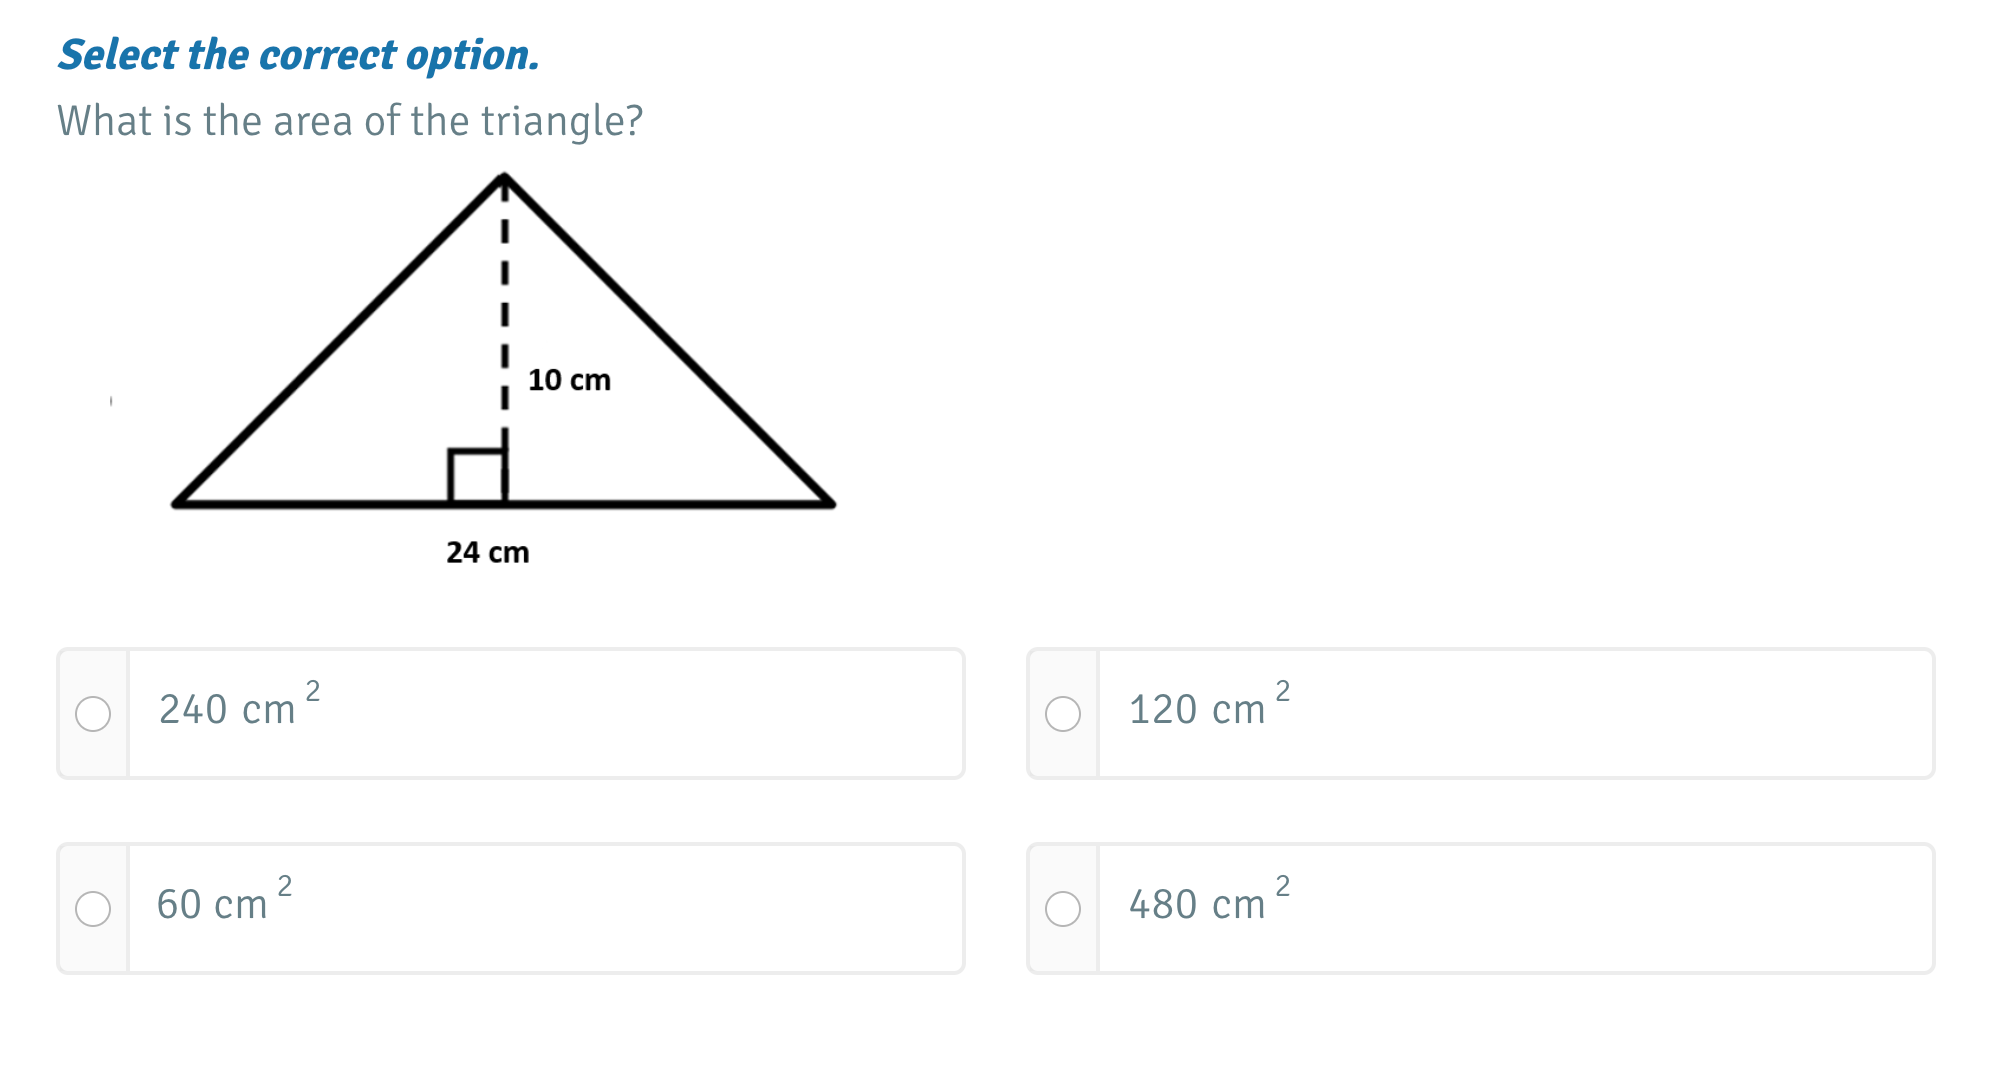 Select the correct option.
What is the area of the triangle?
10 cm
24 cm
240 cm ²
120 cm ²
60 cm ²
480 cm ²